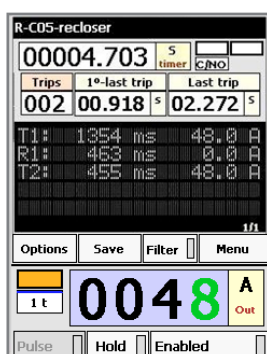 R-C05-recloser
00004.703 S timer C/NO
Trips 1º-last trip Last trip
002 00.918 s 02.272 s
T1: 1354 ms 48.0 A
R1: 463 ms 0.0 A
T2: 455 ms 48.0 A
1/1
Options Save Filter Menu
1 t 0048 A Out
Pulse Hold Enabled